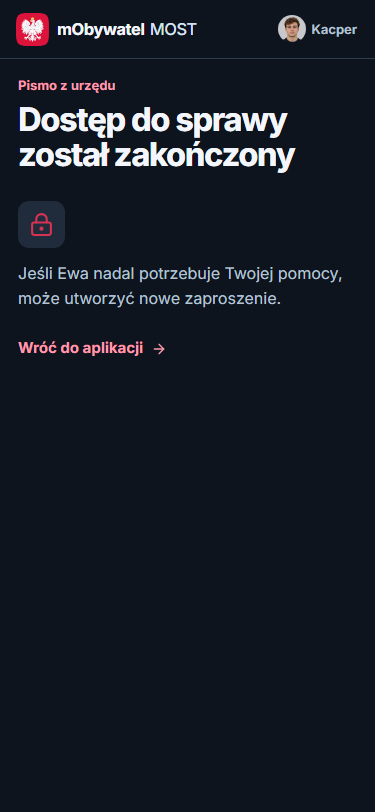 mObywatel MOST
Kacper
Pismo z urzędu
Dostęp do sprawy
został zakończony
Jeśli Ewa nadal potrzebuje Twojej pomocy,
może utworzyć nowe zaproszenie.
Wróć do aplikacji →